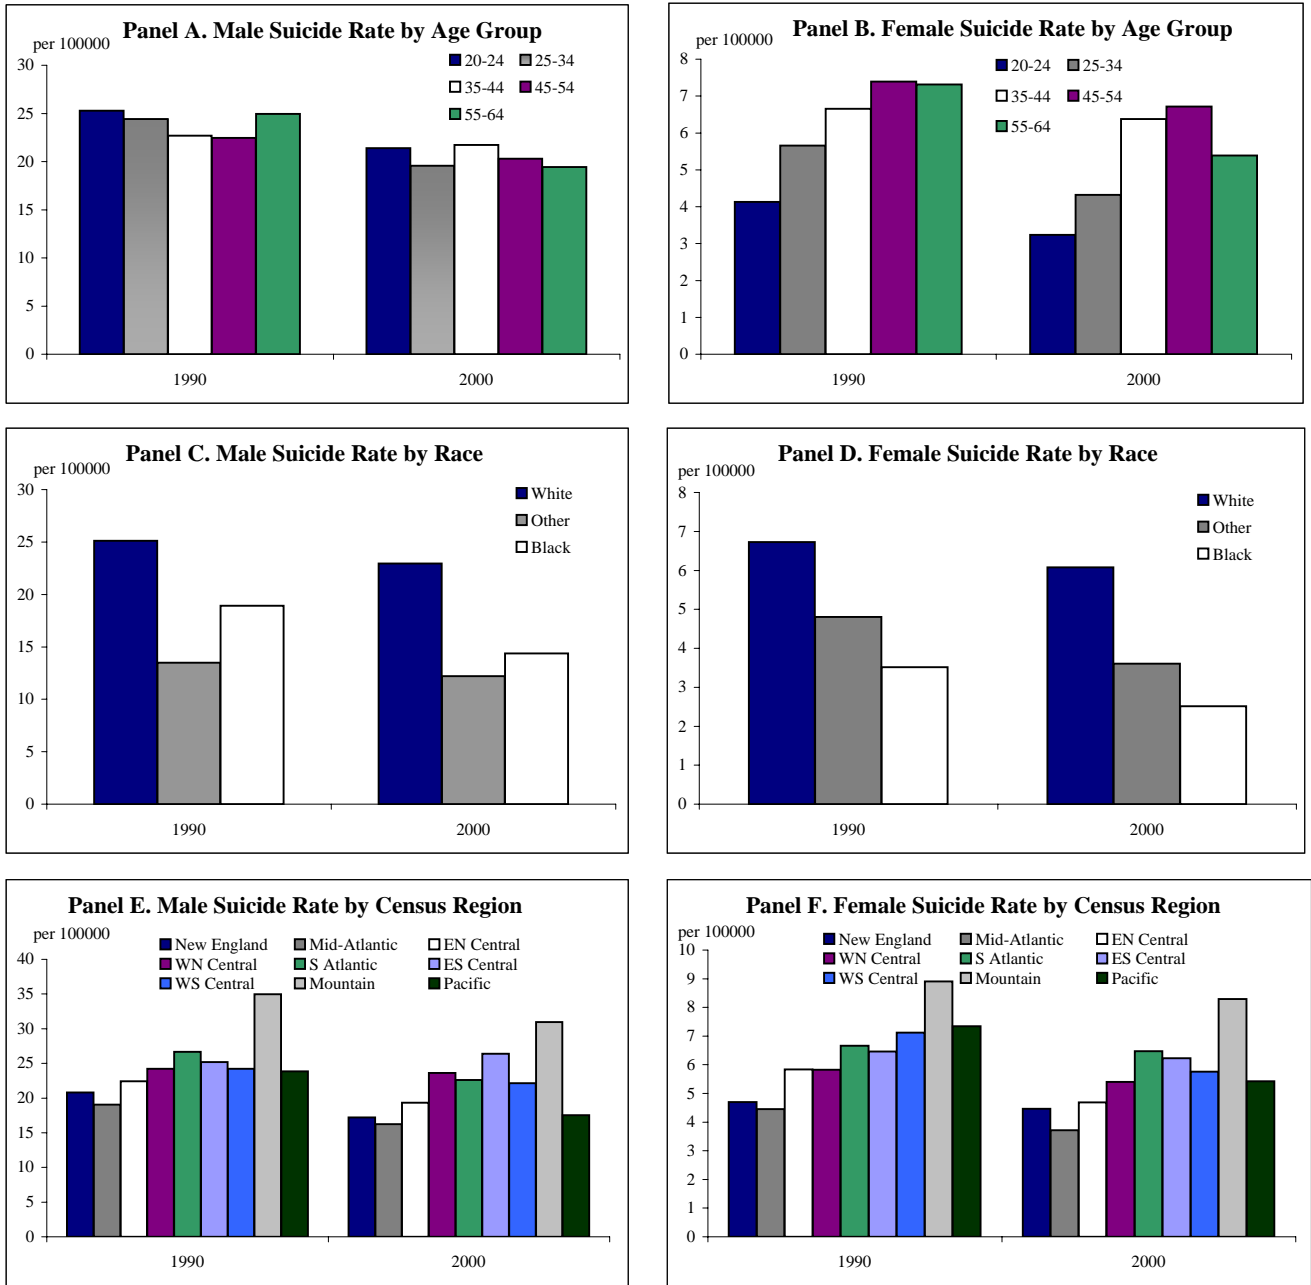 Panel A. Male Suicide Rate by Age Group
per 100000
20-24 25-34
35-44 45-54
55-64
30
25
20
15
10
5
0
1990 2000
Panel B. Female Suicide Rate by Age Group
per 100000
20-24 25-34
35-44 45-54
55-64
8
7
6
5
4
3
2
1
0
1990 2000
Panel C. Male Suicide Rate by Race
per 100000
White
Other
Black
30
25
20
15
10
5
0
1990 2000
Panel D. Female Suicide Rate by Race
per 100000
White
Other
Black
8
7
6
5
4
3
2
1
0
1990 2000
Panel E. Male Suicide Rate by Census Region
per 100000
New England Mid-Atlantic EN Central
WN Central S Atlantic ES Central
WS Central Mountain Pacific
40
35
30
25
20
15
10
5
0
1990 2000
Panel F. Female Suicide Rate by Census Region
per 100000
New England Mid-Atlantic EN Central
WN Central S Atlantic ES Central
WS Central Mountain Pacific
10
9
8
7
6
5
4
3
2
1
0
1990 2000